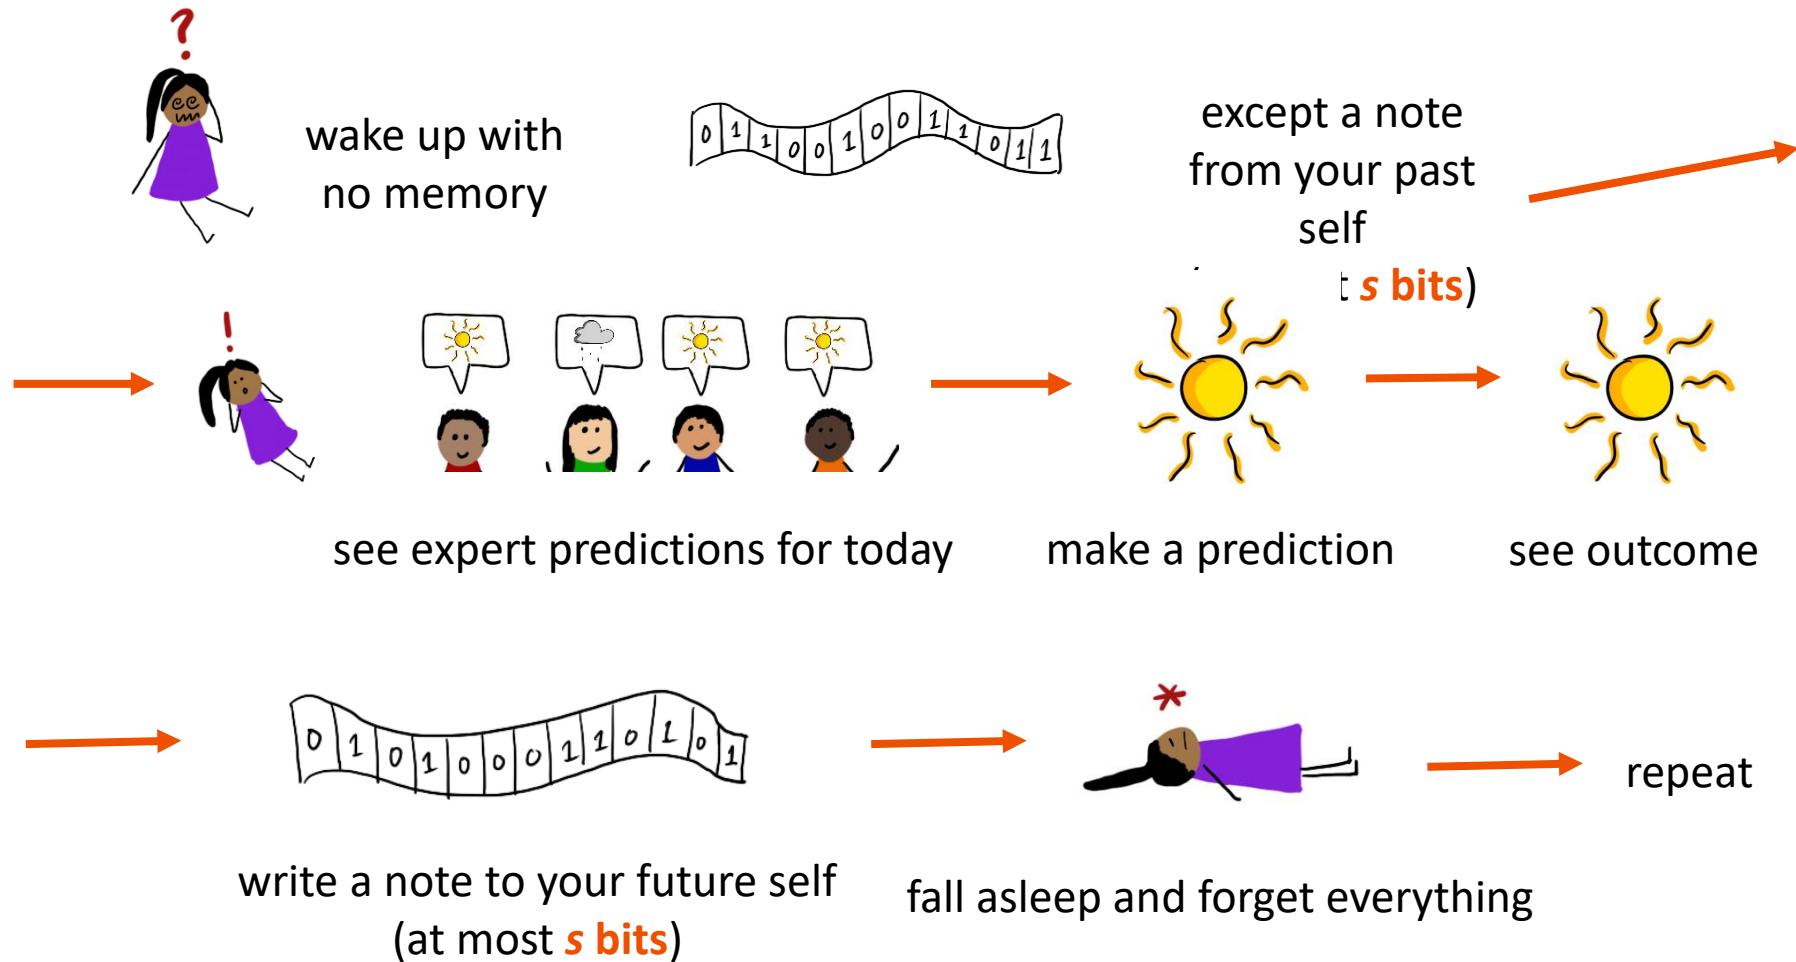 ?
wake up with
no memory
0 1 1 0 0 1 0 0 1 1 0 1 1
except a note
from your past
self
s bits)
!
see expert predictions for today
make a prediction
see outcome
0 1 0 1 0 0 0 1 1 0 1 0 1
*
write a note to your future self
(at most s bits)
fall asleep and forget everything
repeat